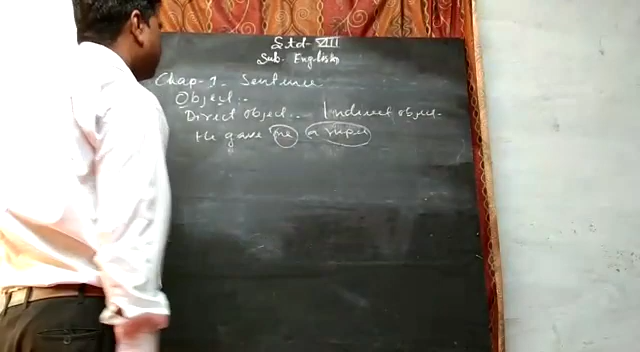 Std- VIII
Sub- English
Chap-1- Sentence
Object:-
Direct object:- Indirect object-
He gave me a rupee